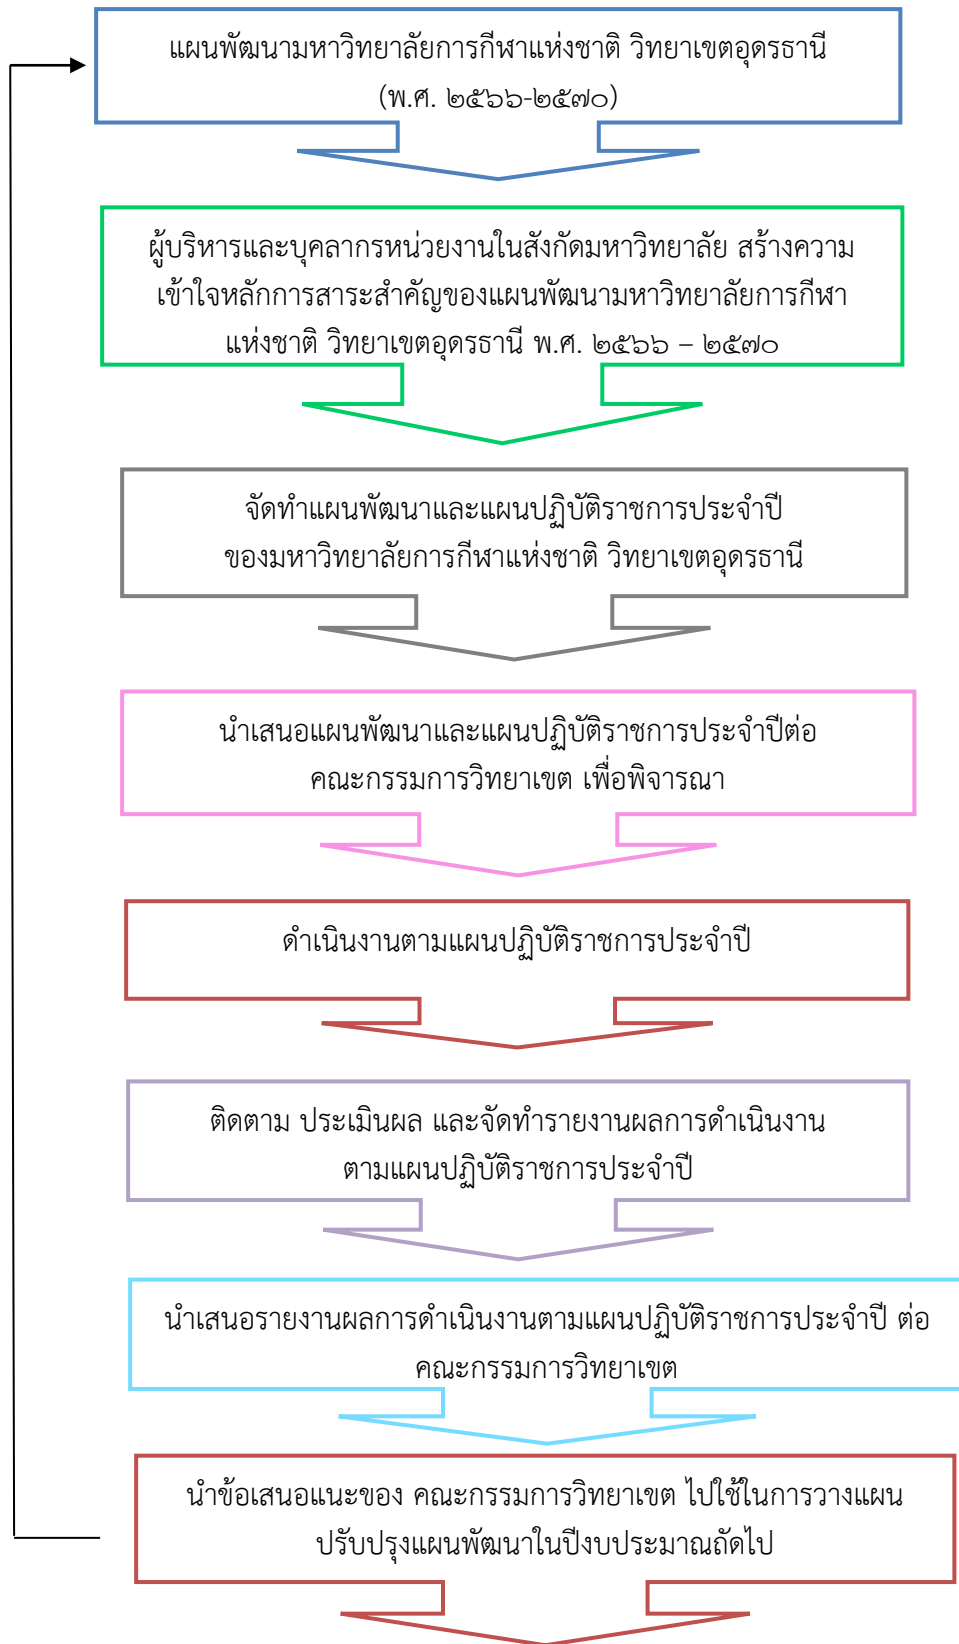 แผนพัฒนามหาวิทยาลัยการกีฬาแห่งชาติ วิทยาเขตอุดรธานี
(พ.ศ. ๒๕๖๖-๒๕๗๐)
ผู้บริหารและบุคลากรหน่วยงานในสังกัดมหาวิทยาลัย สร้างความ
เข้าใจหลักการสาระสำคัญของแผนพัฒนามหาวิทยาลัยการกีฬา
แห่งชาติ วิทยาเขตอุดรธานี พ.ศ. ๒๕๖๖ – ๒๕๗๐
จัดทำแผนพัฒนาและแผนปฏิบัติราชการประจำปี
ของมหาวิทยาลัยการกีฬาแห่งชาติ วิทยาเขตอุดรธานี
นำเสนอแผนพัฒนาและแผนปฏิบัติราชการประจำปีต่อ
คณะกรรมการวิทยาเขต เพื่อพิจารณา
ดำเนินงานตามแผนปฏิบัติราชการประจำปี
ติดตาม ประเมินผล และจัดทำรายงานผลการดำเนินงาน
ตามแผนปฏิบัติราชการประจำปี
นำเสนอรายงานผลการดำเนินงานตามแผนปฏิบัติราชการประจำปี ต่อ
คณะกรรมการวิทยาเขต
นำข้อเสนอแนะของ คณะกรรมการวิทยาเขต ไปใช้ในการวางแผน
ปรับปรุงแผนพัฒนาในปีงบประมาณถัดไป